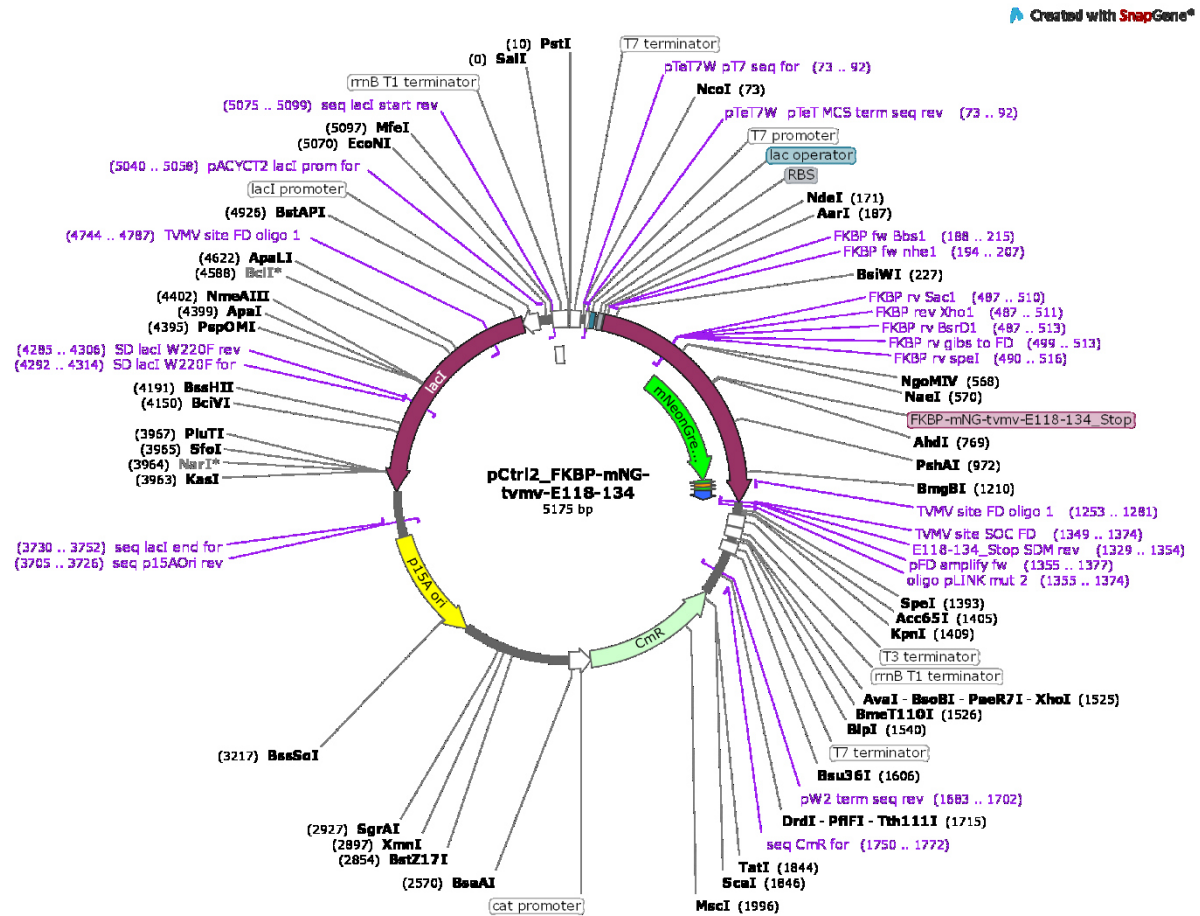 Created with SnapGene®
(10) PstI
(0) SalI
rrnB T1 terminator
(5075 .. 5099) seq lacI start rev
(5097) MfeI
(5070) EcoNI
(5040 .. 5058) pACYCT2 lacI prom for
lacI promoter
(4926) BstAPI
(4744 .. 4787) TVMV site FD oligo 1
(4622) ApaLI
(4588) BclI*
(4402) NmeAIII
(4399) ApaI
(4395) PspOMI
(4285 .. 4306) SD lacI W220F rev
(4292 .. 4314) SD lacI W220F for
(4191) BssHII
(4150) BciVI
(3967) PluTI
(3965) SfoI
(3964) NarI*
(3963) KasI
(3730 .. 3752) seq lacI end for
(3705 .. 3726) seq p15AOri rev
(3217) BssSαI
(2927) SgrAI
(2897) XmnI
(2854) BstZ17I
(2570) BsaAI
cat promoter
T7 terminator
pTeT7W pT7 seq for (73 .. 92)
NcoI (73)
pTeT7W pTeT MCS term seq rev (73 .. 92)
T7 promoter
lac operator
RBS
NdeI (171)
AarI (187)
FKBP fw Bbs1 (188 .. 215)
FKBP fw nhe1 (194 .. 207)
BsiWI (227)
FKBP rv Sac1 (487 .. 510)
FKBP rev Xho1 (487 .. 511)
FKBP rv BsrD1 (487 .. 513)
FKBP rv gibs to FD (499 .. 513)
FKBP rv speI (490 .. 516)
NgoMIV (568)
NaeI (570)
FKBP-mNG-tvmv-E118-134_Stop
AhdI (769)
PshAI (972)
BmgBI (1210)
TVMV site FD oligo 1 (1253 .. 1281)
TVMV site SOC FD (1349 .. 1374)
E118-134_Stop SDM rev (1329 .. 1354)
pFD amplify fw (1355 .. 1377)
oligo pLINK mut 2 (1355 .. 1374)
SpeI (1393)
Acc65I (1405)
KpnI (1409)
T3 terminator
rrnB T1 terminator
AvaI - BsoBI - PaeR7I - XhoI (1525)
BmeT110I (1526)
BlpI (1540)
T7 terminator
Bsu36I (1606)
pW2 term seq rev (1683 .. 1702)
DrdI - PflFI - Tth111I (1715)
seq CmR for (1750 .. 1772)
TatI (1844)
ScaI (1846)
MscI (1996)
lacI
mNeonGre...
p15A ori
CmR
pCtrl2_FKBP-mNG-
tvmv-E118-134
5175 bp